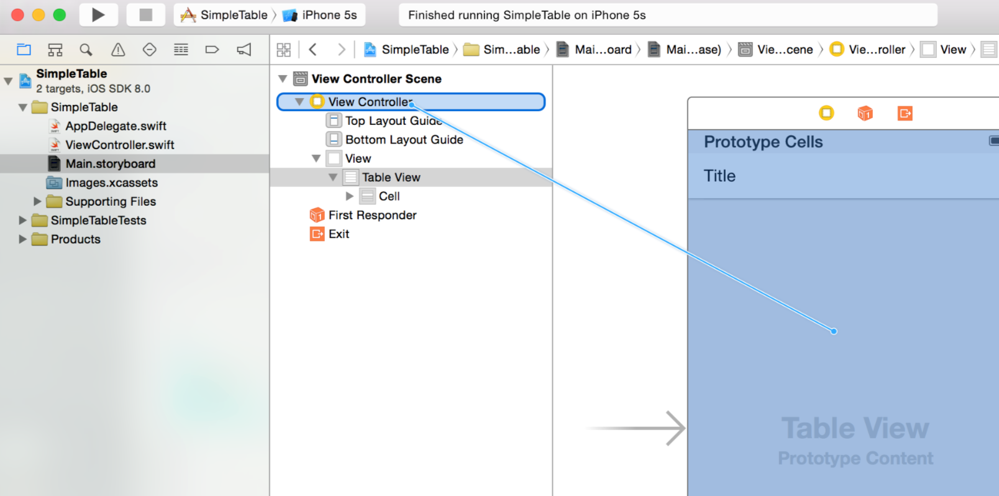 SimpleTable 〉 iPhone 5s
Finished running SimpleTable on iPhone 5s
SimpleTable 〉 Sim...able 〉 Mai...oard 〉 Mai...ase) 〉 Vie...cene 〉 Vie...roller 〉 View 〉
SimpleTable
2 targets, iOS SDK 8.0
SimpleTable
AppDelegate.swift
ViewController.swift
Main.storyboard
Images.xcassets
Supporting Files
SimpleTableTests
Products
View Controller Scene
View Controller
Top Layout Guide
Bottom Layout Guide
View
Table View
Cell
First Responder
Exit
Prototype Cells
Title
Table View
Prototype Content